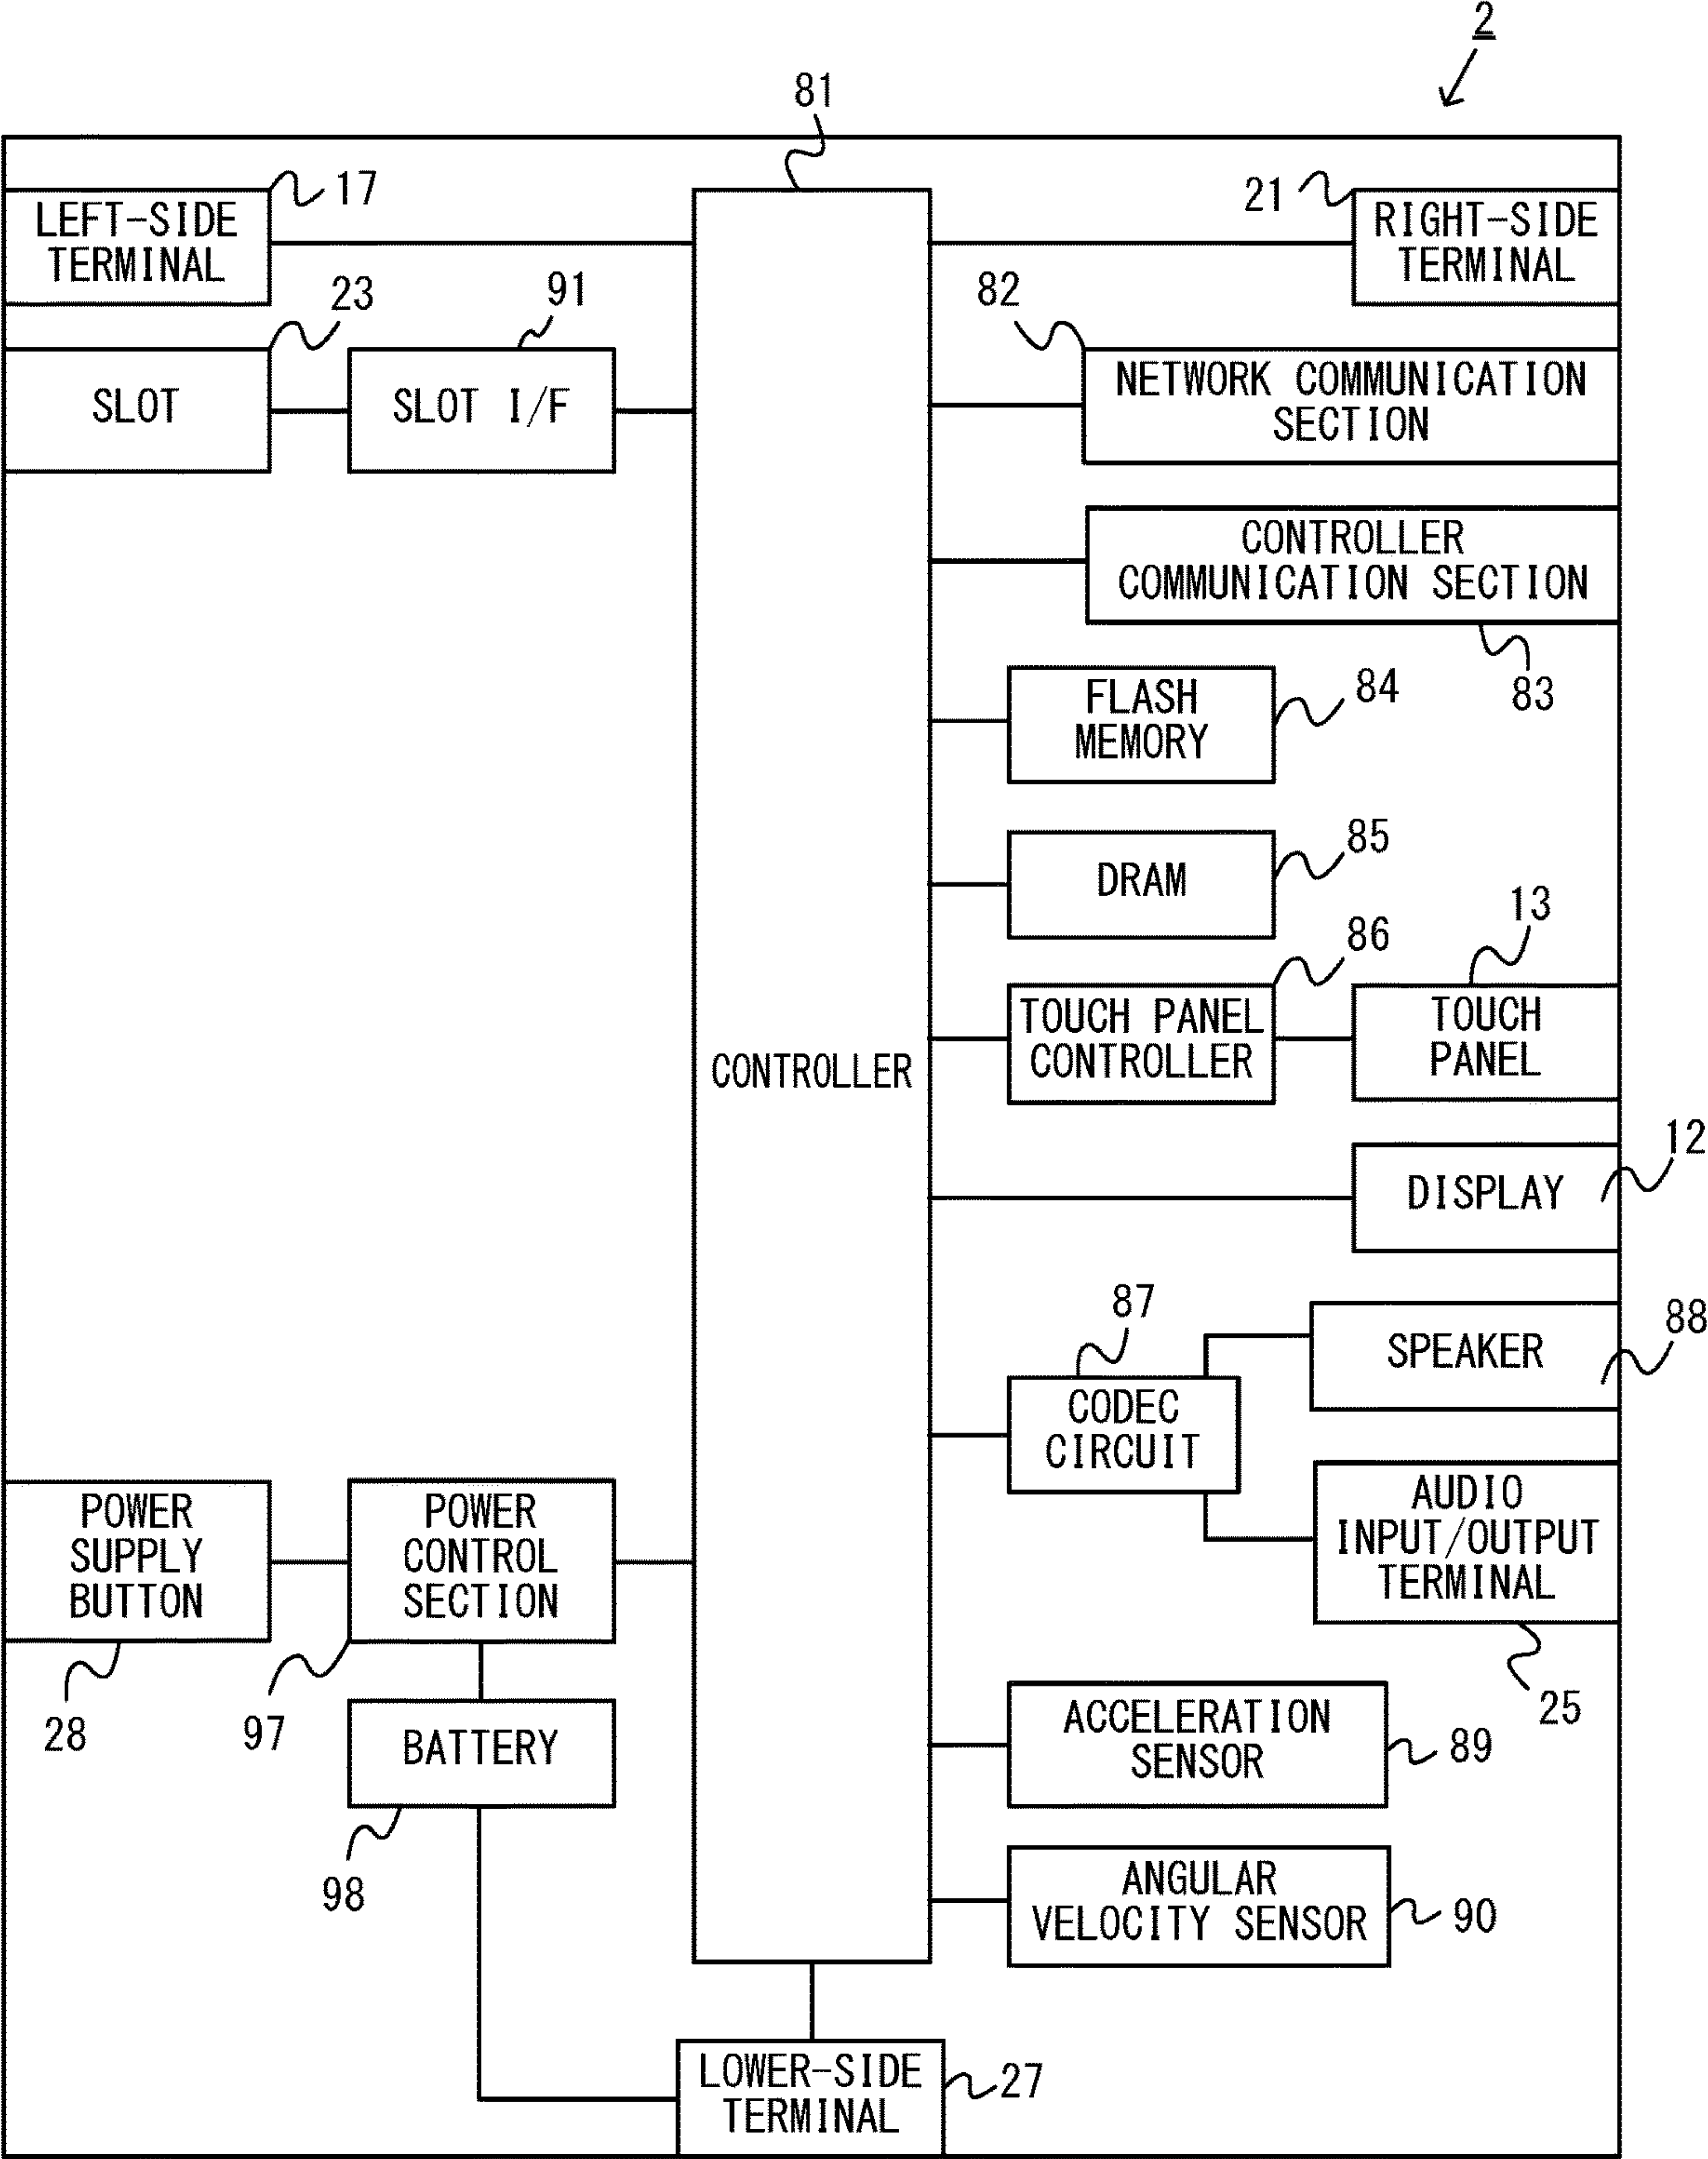 2
81
17
LEFT-SIDE
TERMINAL
21
RIGHT-SIDE
TERMINAL
23
SLOT
91
SLOT I/F
82
NETWORK COMMUNICATION
SECTION
CONTROLLER
COMMUNICATION SECTION
83
FLASH
MEMORY
84
DRAM
85
86
TOUCH PANEL
CONTROLLER
13
TOUCH
PANEL
CONTROLLER
12
DISPLAY
87
CODEC
CIRCUIT
88
SPEAKER
AUDIO
INPUT/OUTPUT
TERMINAL
25
POWER
SUPPLY
BUTTON
28
POWER
CONTROL
SECTION
97
BATTERY
98
ACCELERATION
SENSOR
89
ANGULAR
VELOCITY SENSOR
90
LOWER-SIDE
TERMINAL
27